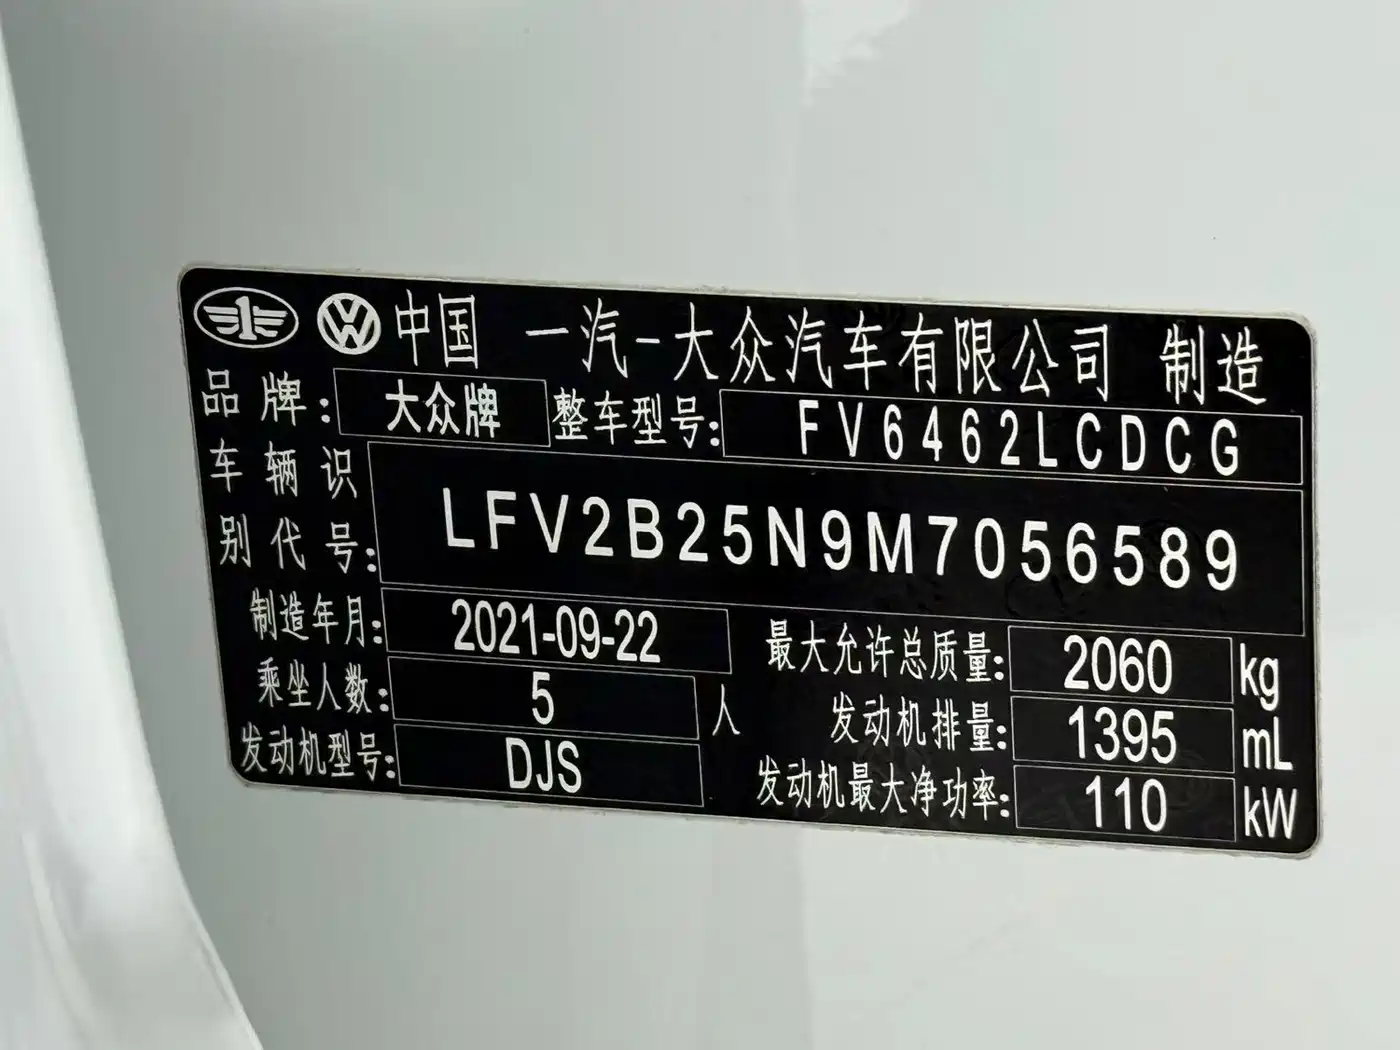 1 VW 中国 一汽-大众汽车有限公司 制造
品牌: 大众牌 整车型号: FV6462LCDCG
车辆识别代号: LFV2B25N9M7056589
制造年月: 2021-09-22 最大允许总质量: 2060 kg
乘坐人数: 5 人 发动机排量: 1395 mL
发动机型号: DJS 发动机最大净功率: 110 kW